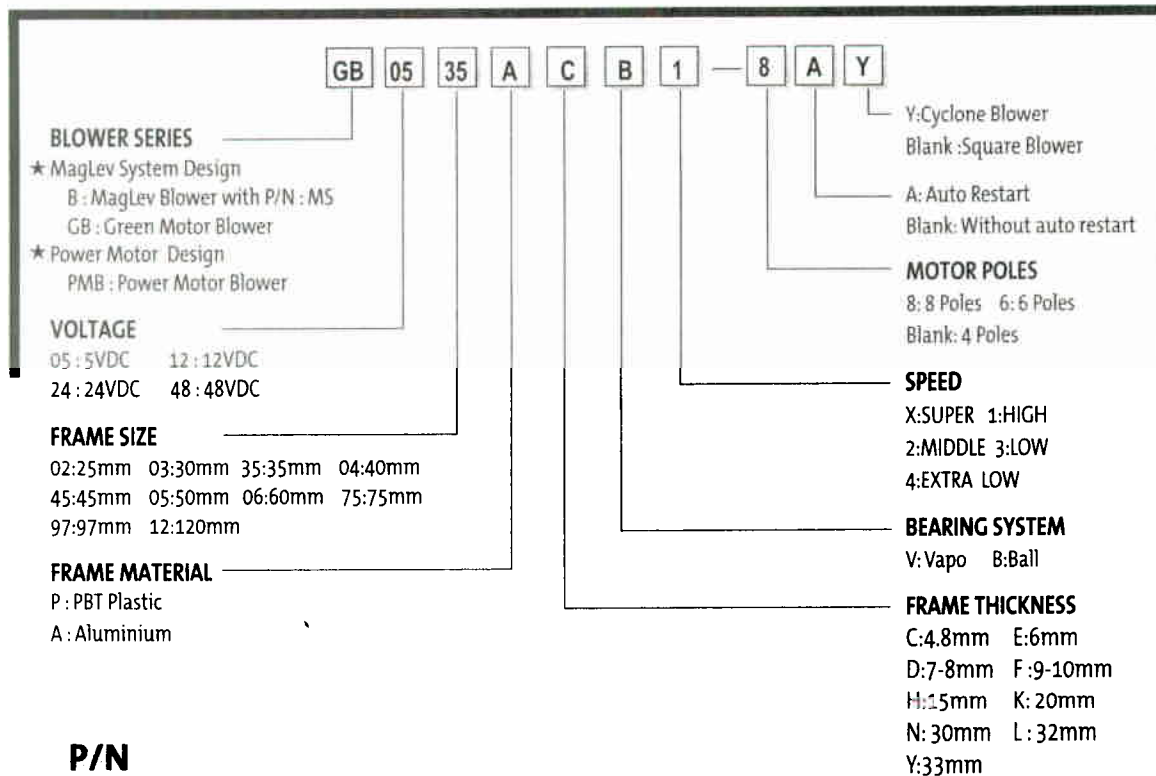 GB 05 35 A C B 1 — 8 A Y
BLOWER SERIES
★ MagLev System Design
B : MagLev Blower with P/N : MS
GB : Green Motor Blower
★ Power Motor Design
PMB : Power Motor Blower
VOLTAGE
05 : 5VDC 12 : 12VDC
24 : 24VDC 48 : 48VDC
FRAME SIZE
02:25mm 03:30mm 35:35mm 04:40mm
45:45mm 05:50mm 06:60mm 75:75mm
97:97mm 12:120mm
FRAME MATERIAL
P : PBT Plastic
A : Aluminium
P/N
Y:Cyclone Blower
Blank :Square Blower
A: Auto Restart
Blank: Without auto restart
MOTOR POLES
8: 8 Poles 6: 6 Poles
Blank: 4 Poles
SPEED
X:SUPER 1:HIGH
2:MIDDLE 3:LOW
4:EXTRA LOW
BEARING SYSTEM
V: Vapo B:Ball
FRAME THICKNESS
C:4.8mm E:6mm
D:7-8mm F :9-10mm
H:15mm K: 20mm
N: 30mm L : 32mm
Y:33mm